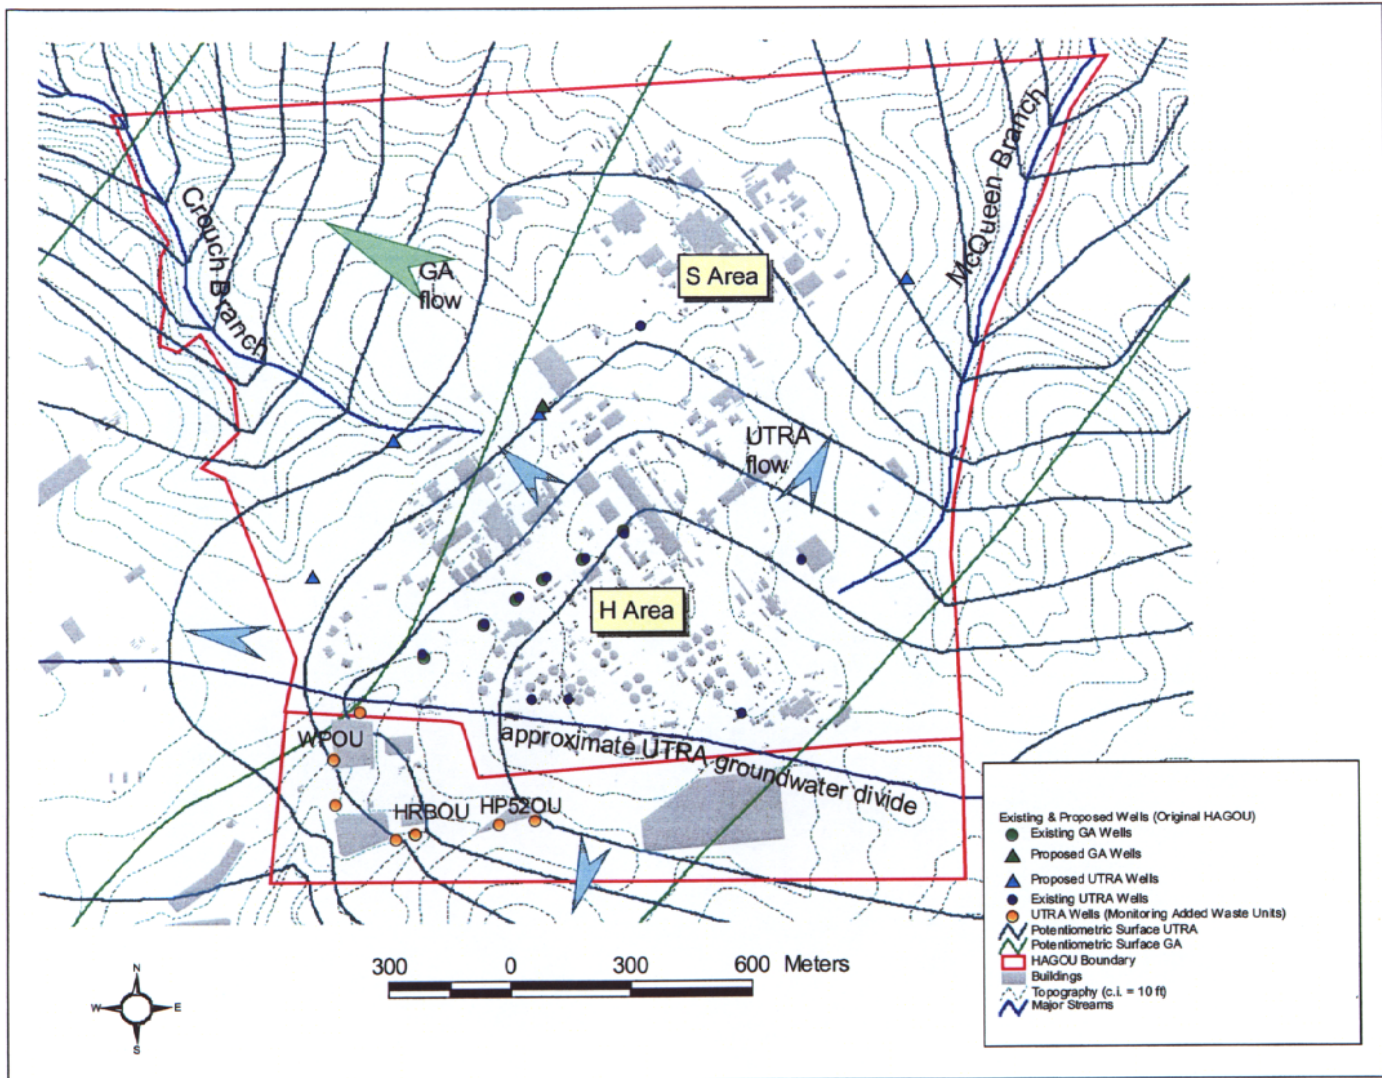 Crouch Branch
McQueen Branch
GA
flow
S Area
UTRA
flow
H Area
approximate UTRA groundwater divide
WPOU
HRBOU
HP52OU
Existing & Proposed Wells (Original HAGOU)
Existing GA Wells
Proposed GA Wells
Proposed UTRA Wells
Existing UTRA Wells
UTRA Wells (Monitoring Added Waste Units)
Potentiometric Surface UTRA
Potentiometric Surface GA
HAGOU Boundary
Buildings
Topography (c.i. = 10 ft)
Major Streams
300 0 300 600 Meters
N
W E
S